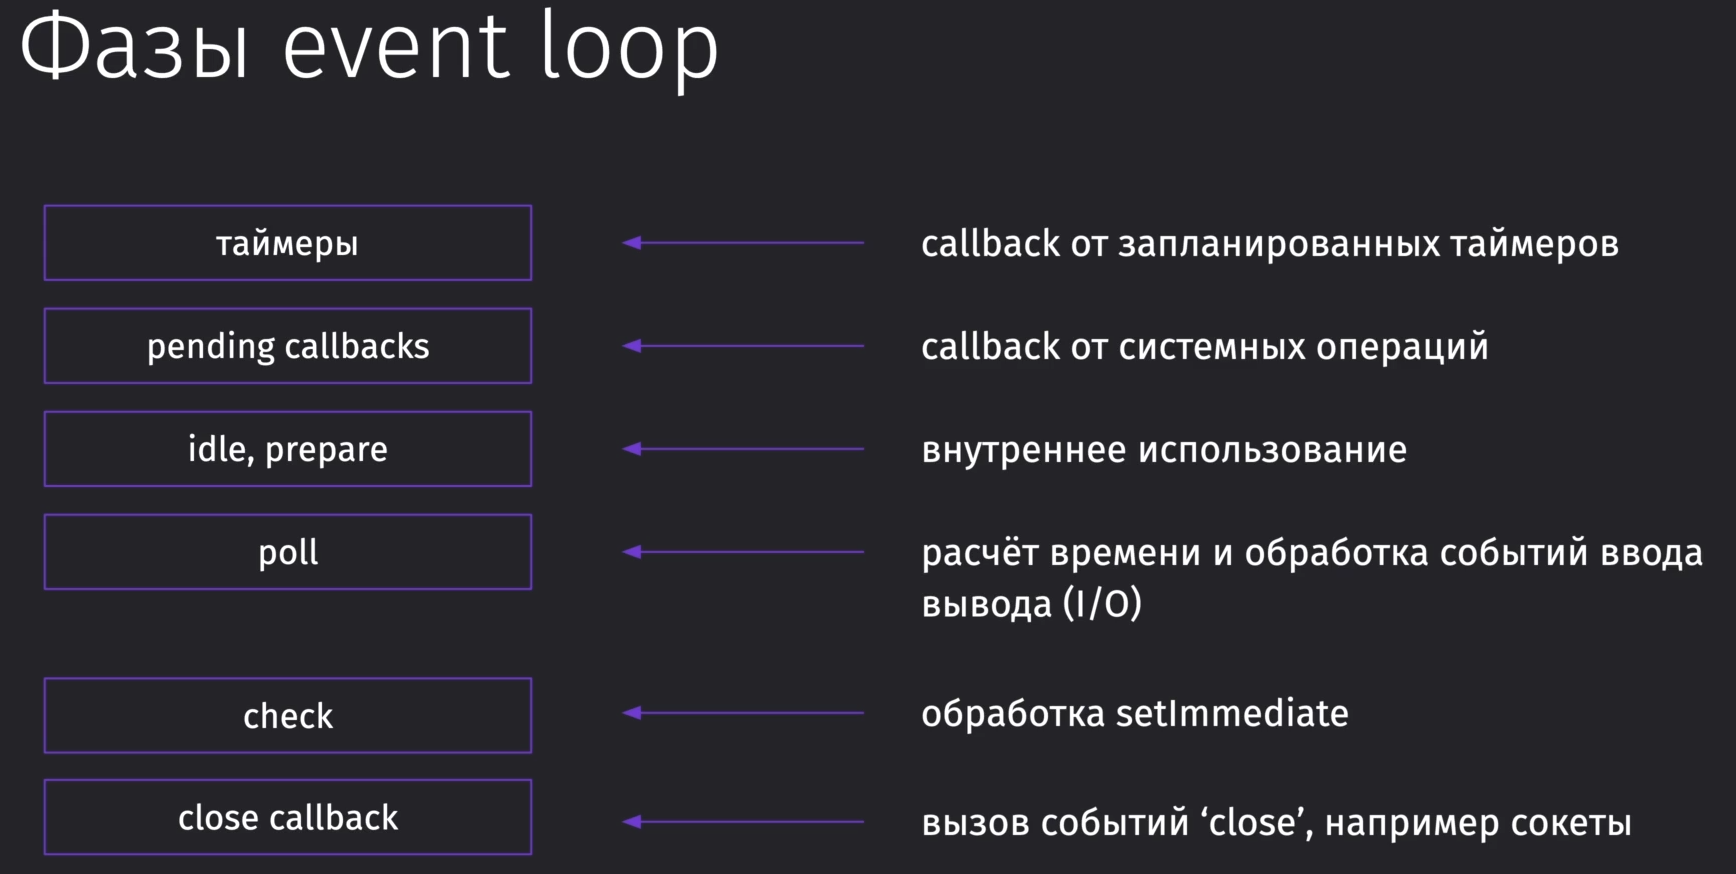 Фазы event loop
таймеры
callback от запланированных таймеров
pending callbacks
callback от системных операций
idle, prepare
внутреннее использование
poll
расчёт времени и обработка событий ввода
вывода (I/O)
check
обработка setImmediate
close callback
вызов событий ‘close’, например сокеты